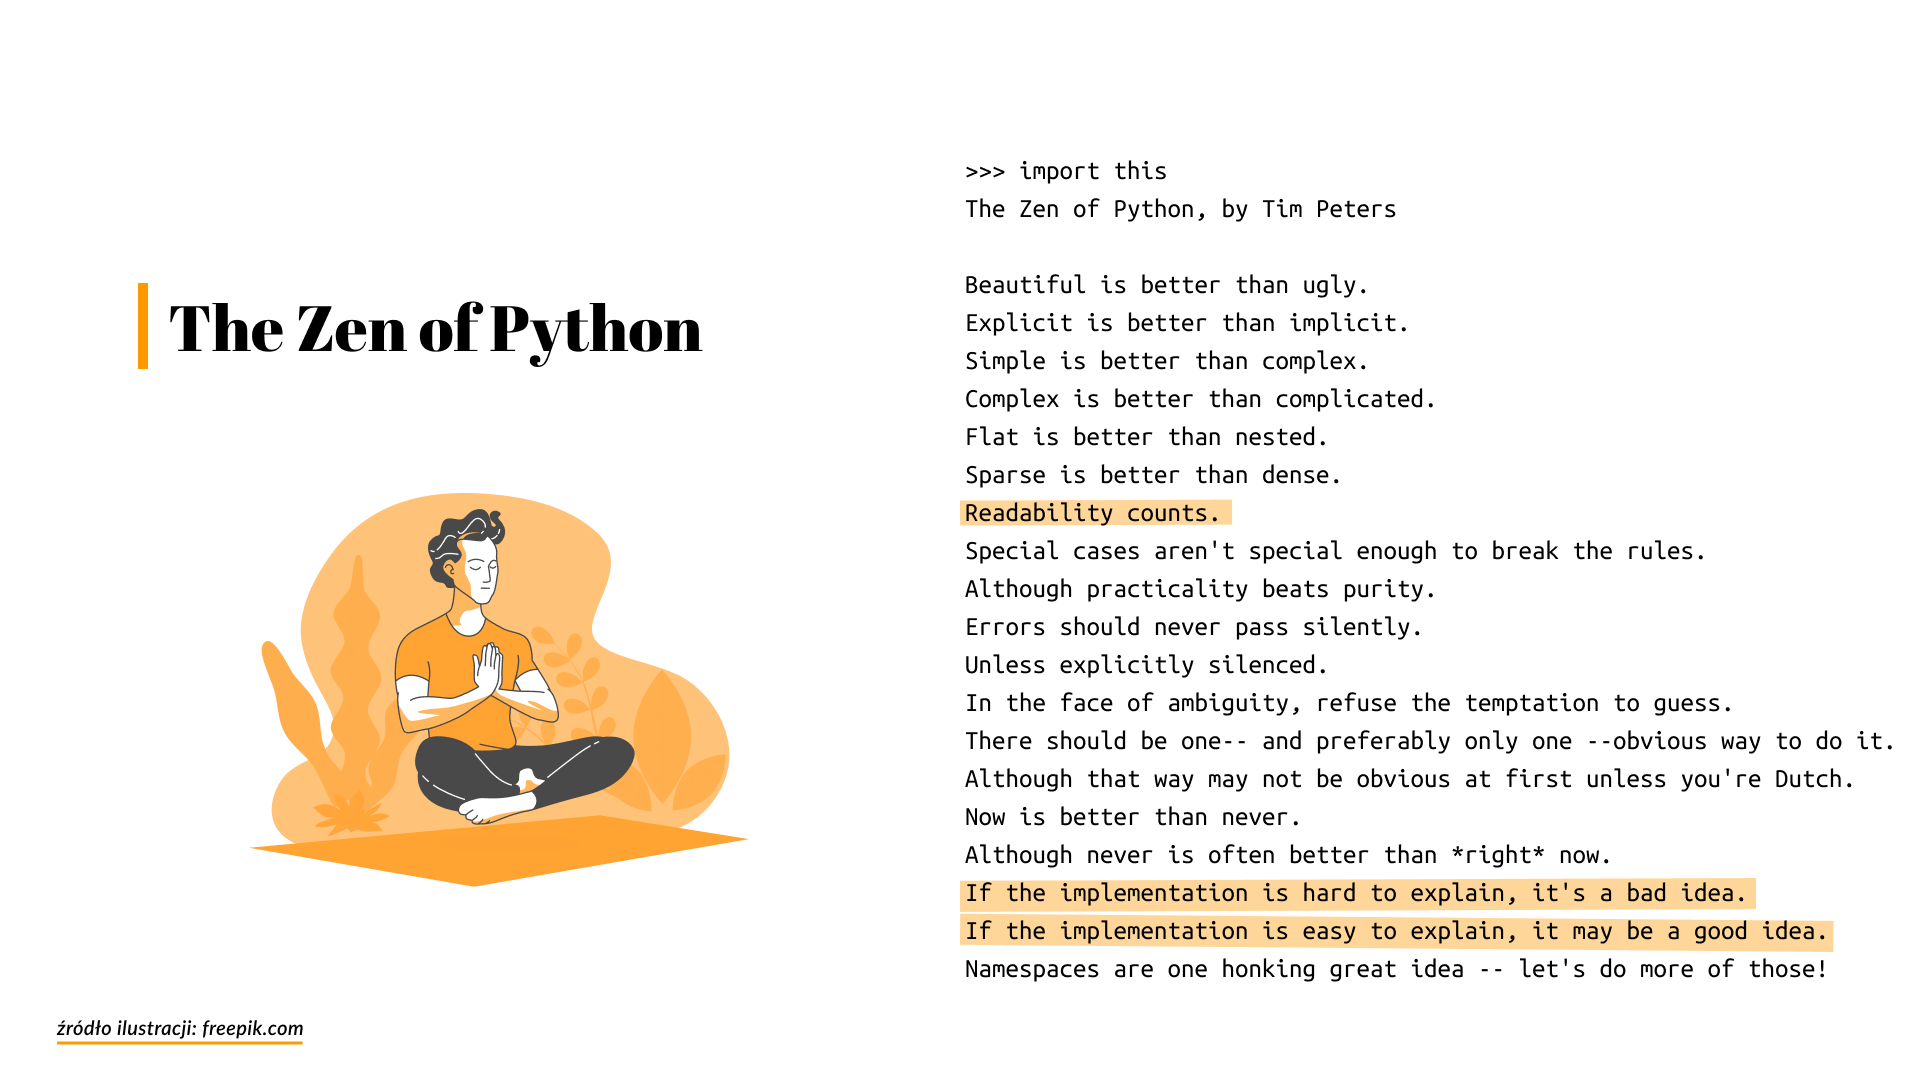 The Zen of Python
>>> import this
The Zen of Python, by Tim Peters
Beautiful is better than ugly.
Explicit is better than implicit.
Simple is better than complex.
Complex is better than complicated.
Flat is better than nested.
Sparse is better than dense.
Readability counts.
Special cases aren't special enough to break the rules.
Although practicality beats purity.
Errors should never pass silently.
Unless explicitly silenced.
In the face of ambiguity, refuse the temptation to guess.
There should be one-- and preferably only one --obvious way to do it.
Although that way may not be obvious at first unless you're Dutch.
Now is better than never.
Although never is often better than *right* now.
If the implementation is hard to explain, it's a bad idea.
If the implementation is easy to explain, it may be a good idea.
Namespaces are one honking great idea -- let's do more of those!
źródło ilustracji: freepik.com